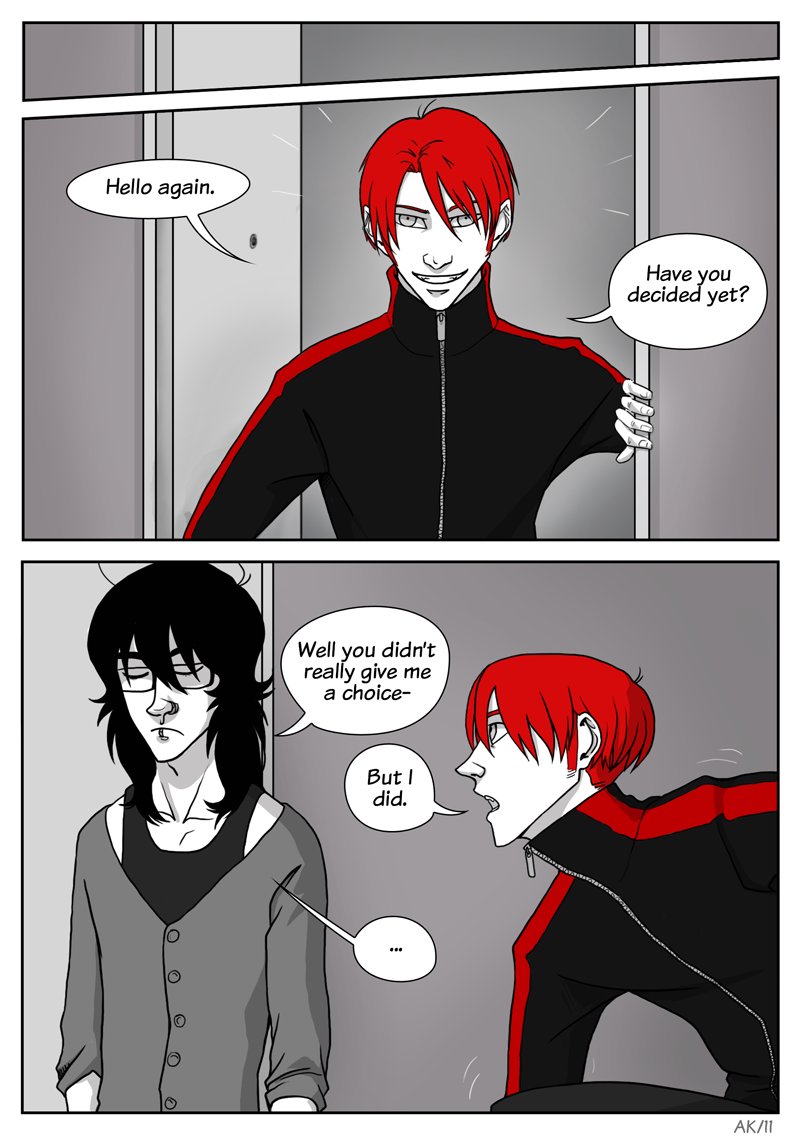 Hello again.
Have you
decided yet?
Well you didn't
really give me
a choice-
But I
did.
...
AK/11